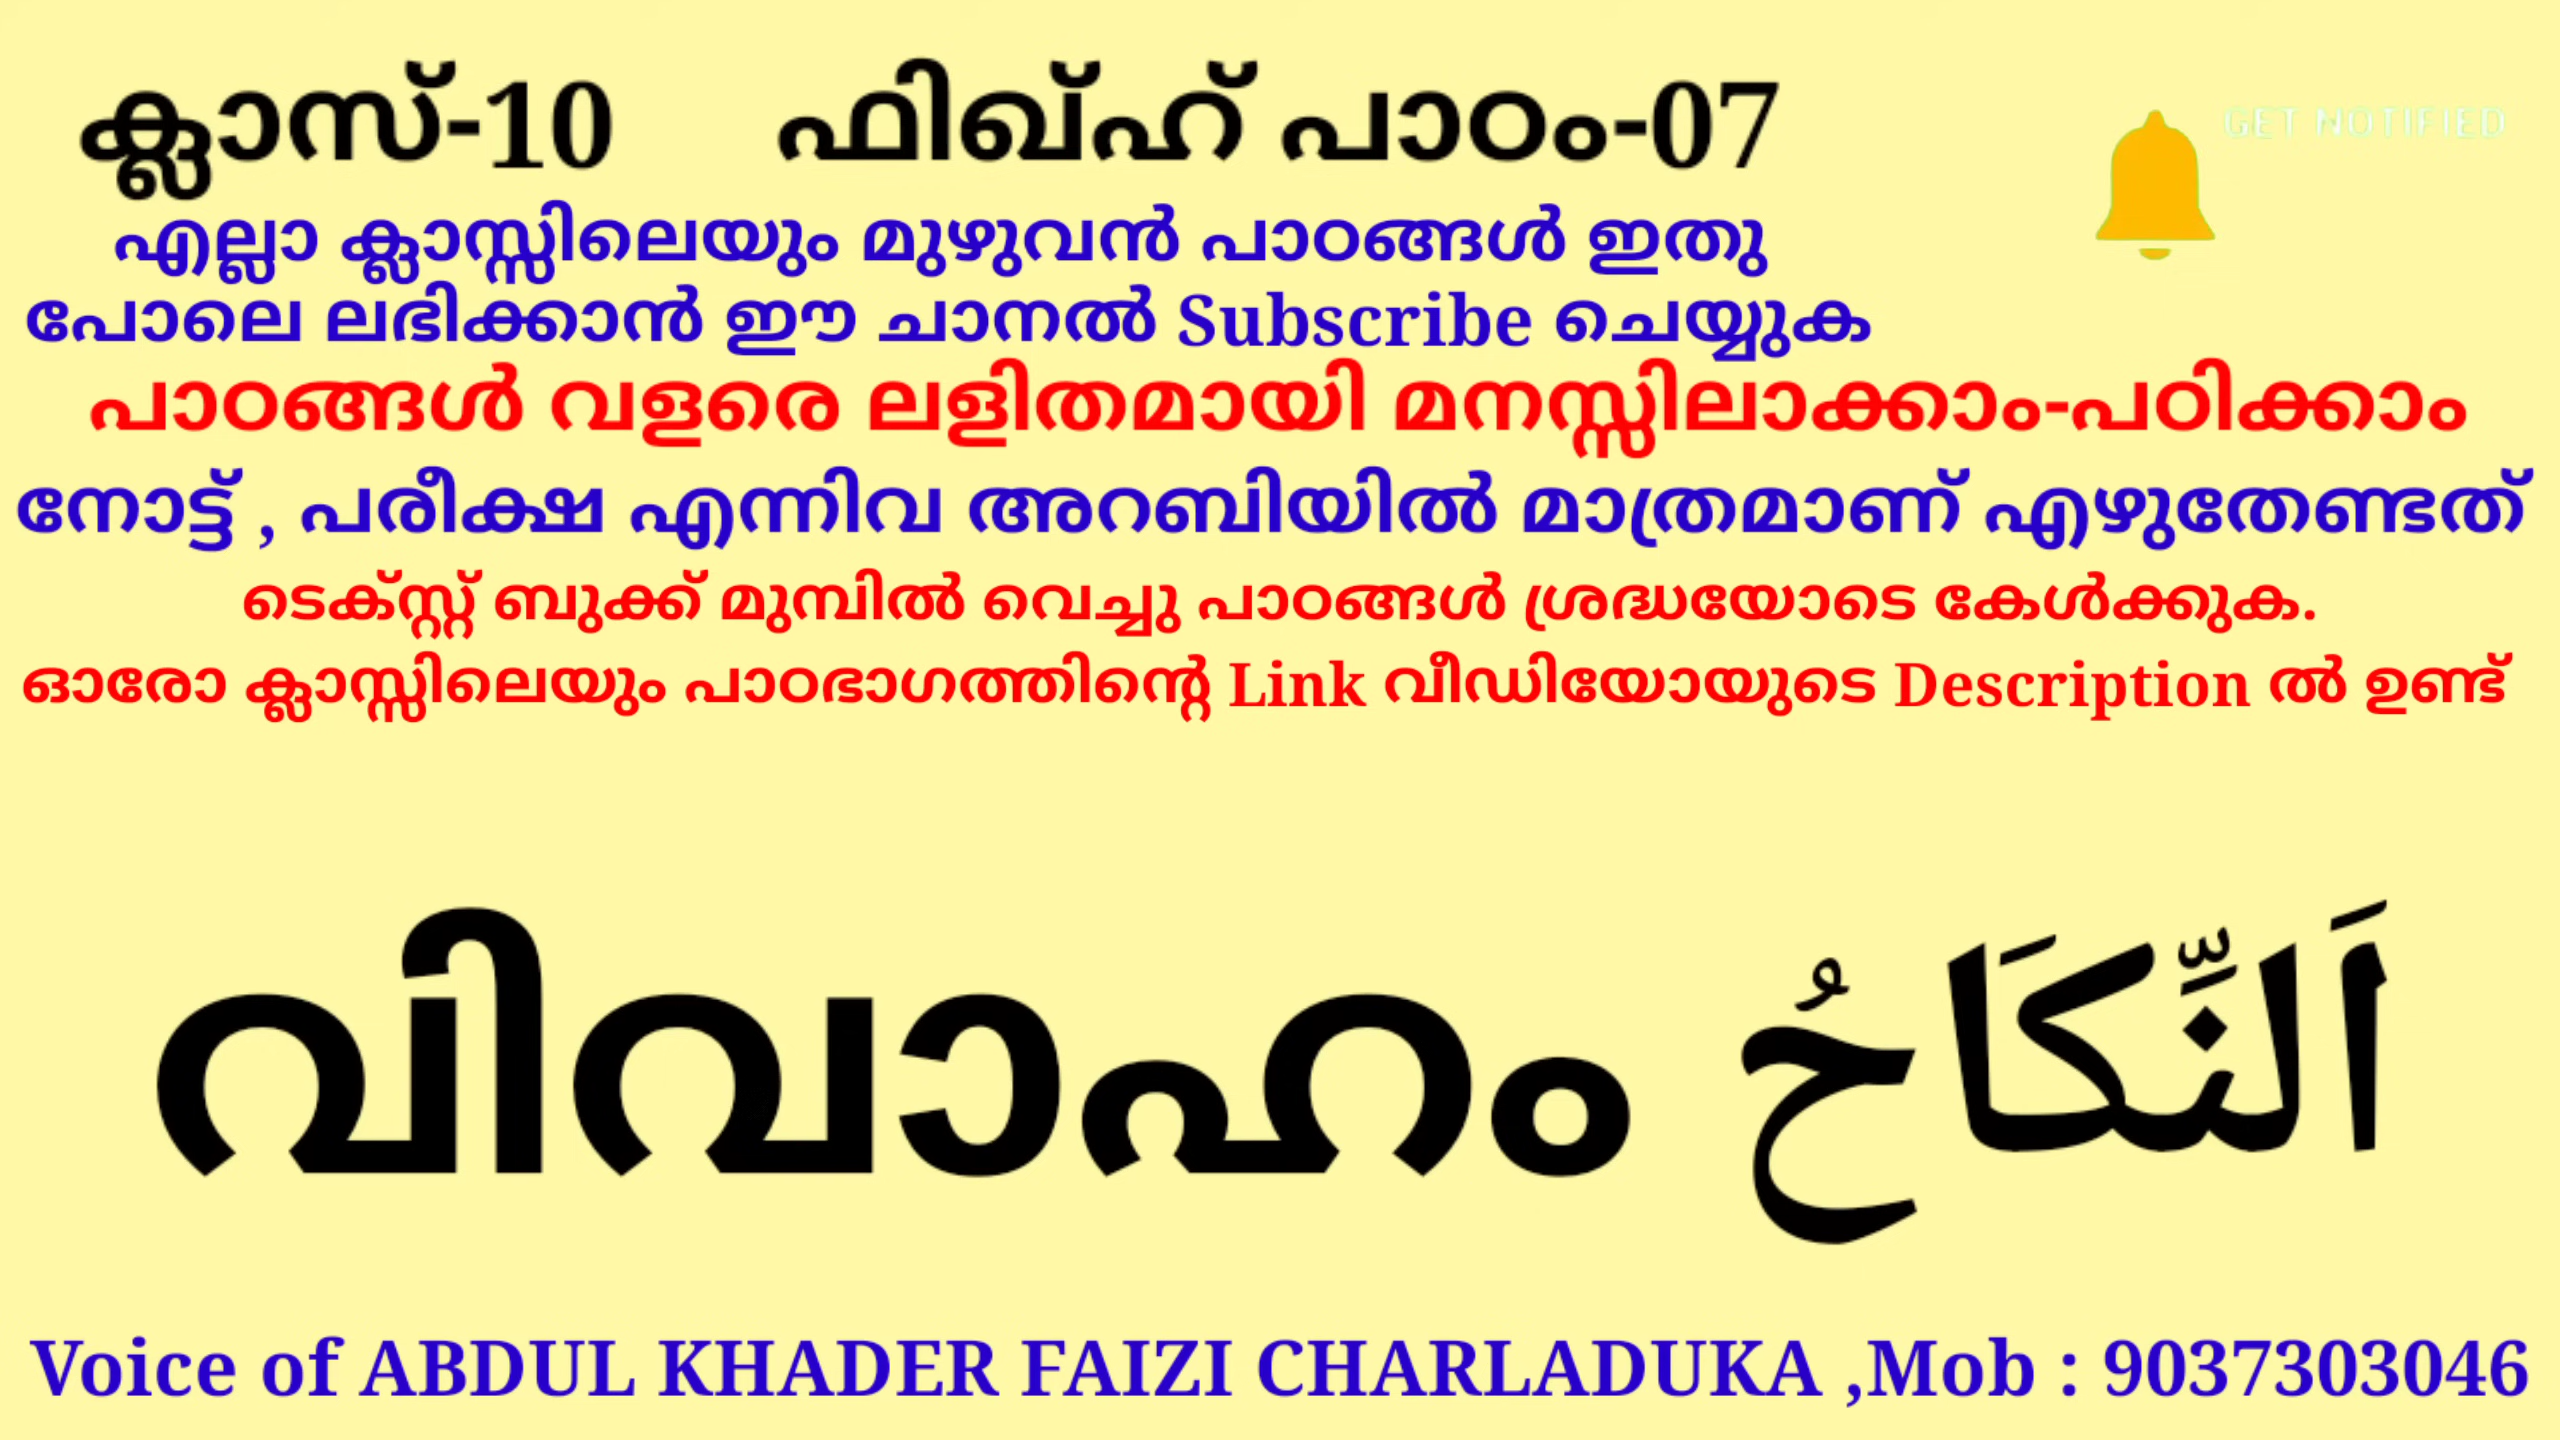 ക്ലാസ്-10 ഫിഖ്ഹ് പാഠം-07
GET NOTIFIED
എല്ലാ ക്ലാസ്സിലെയും മുഴുവൻ പാഠങ്ങൾ ഇതു
പോലെ ലഭിക്കാൻ ഈ ചാനൽ Subscribe ചെയ്യുക
പാഠങ്ങൾ വളരെ ലളിതമായി മനസ്സിലാക്കാം-പഠിക്കാം
നോട്ട് , പരീക്ഷ എന്നിവ അറബിയിൽ മാത്രമാണ് എഴുതേണ്ടത്
ടെക്സ്റ്റ് ബുക്ക് മുമ്പിൽ വെച്ചു പാഠങ്ങൾ ശ്രദ്ധയോടെ കേൾക്കുക.
ഓരോ ക്ലാസ്സിലെയും പാഠഭാഗത്തിന്റെ Link വീഡിയോയുടെ Description ൽ ഉണ്ട്
വിവാഹം اَلنِّكَاحُ
Voice of ABDUL KHADER FAIZI CHARLADUKA ,Mob : 9037303046